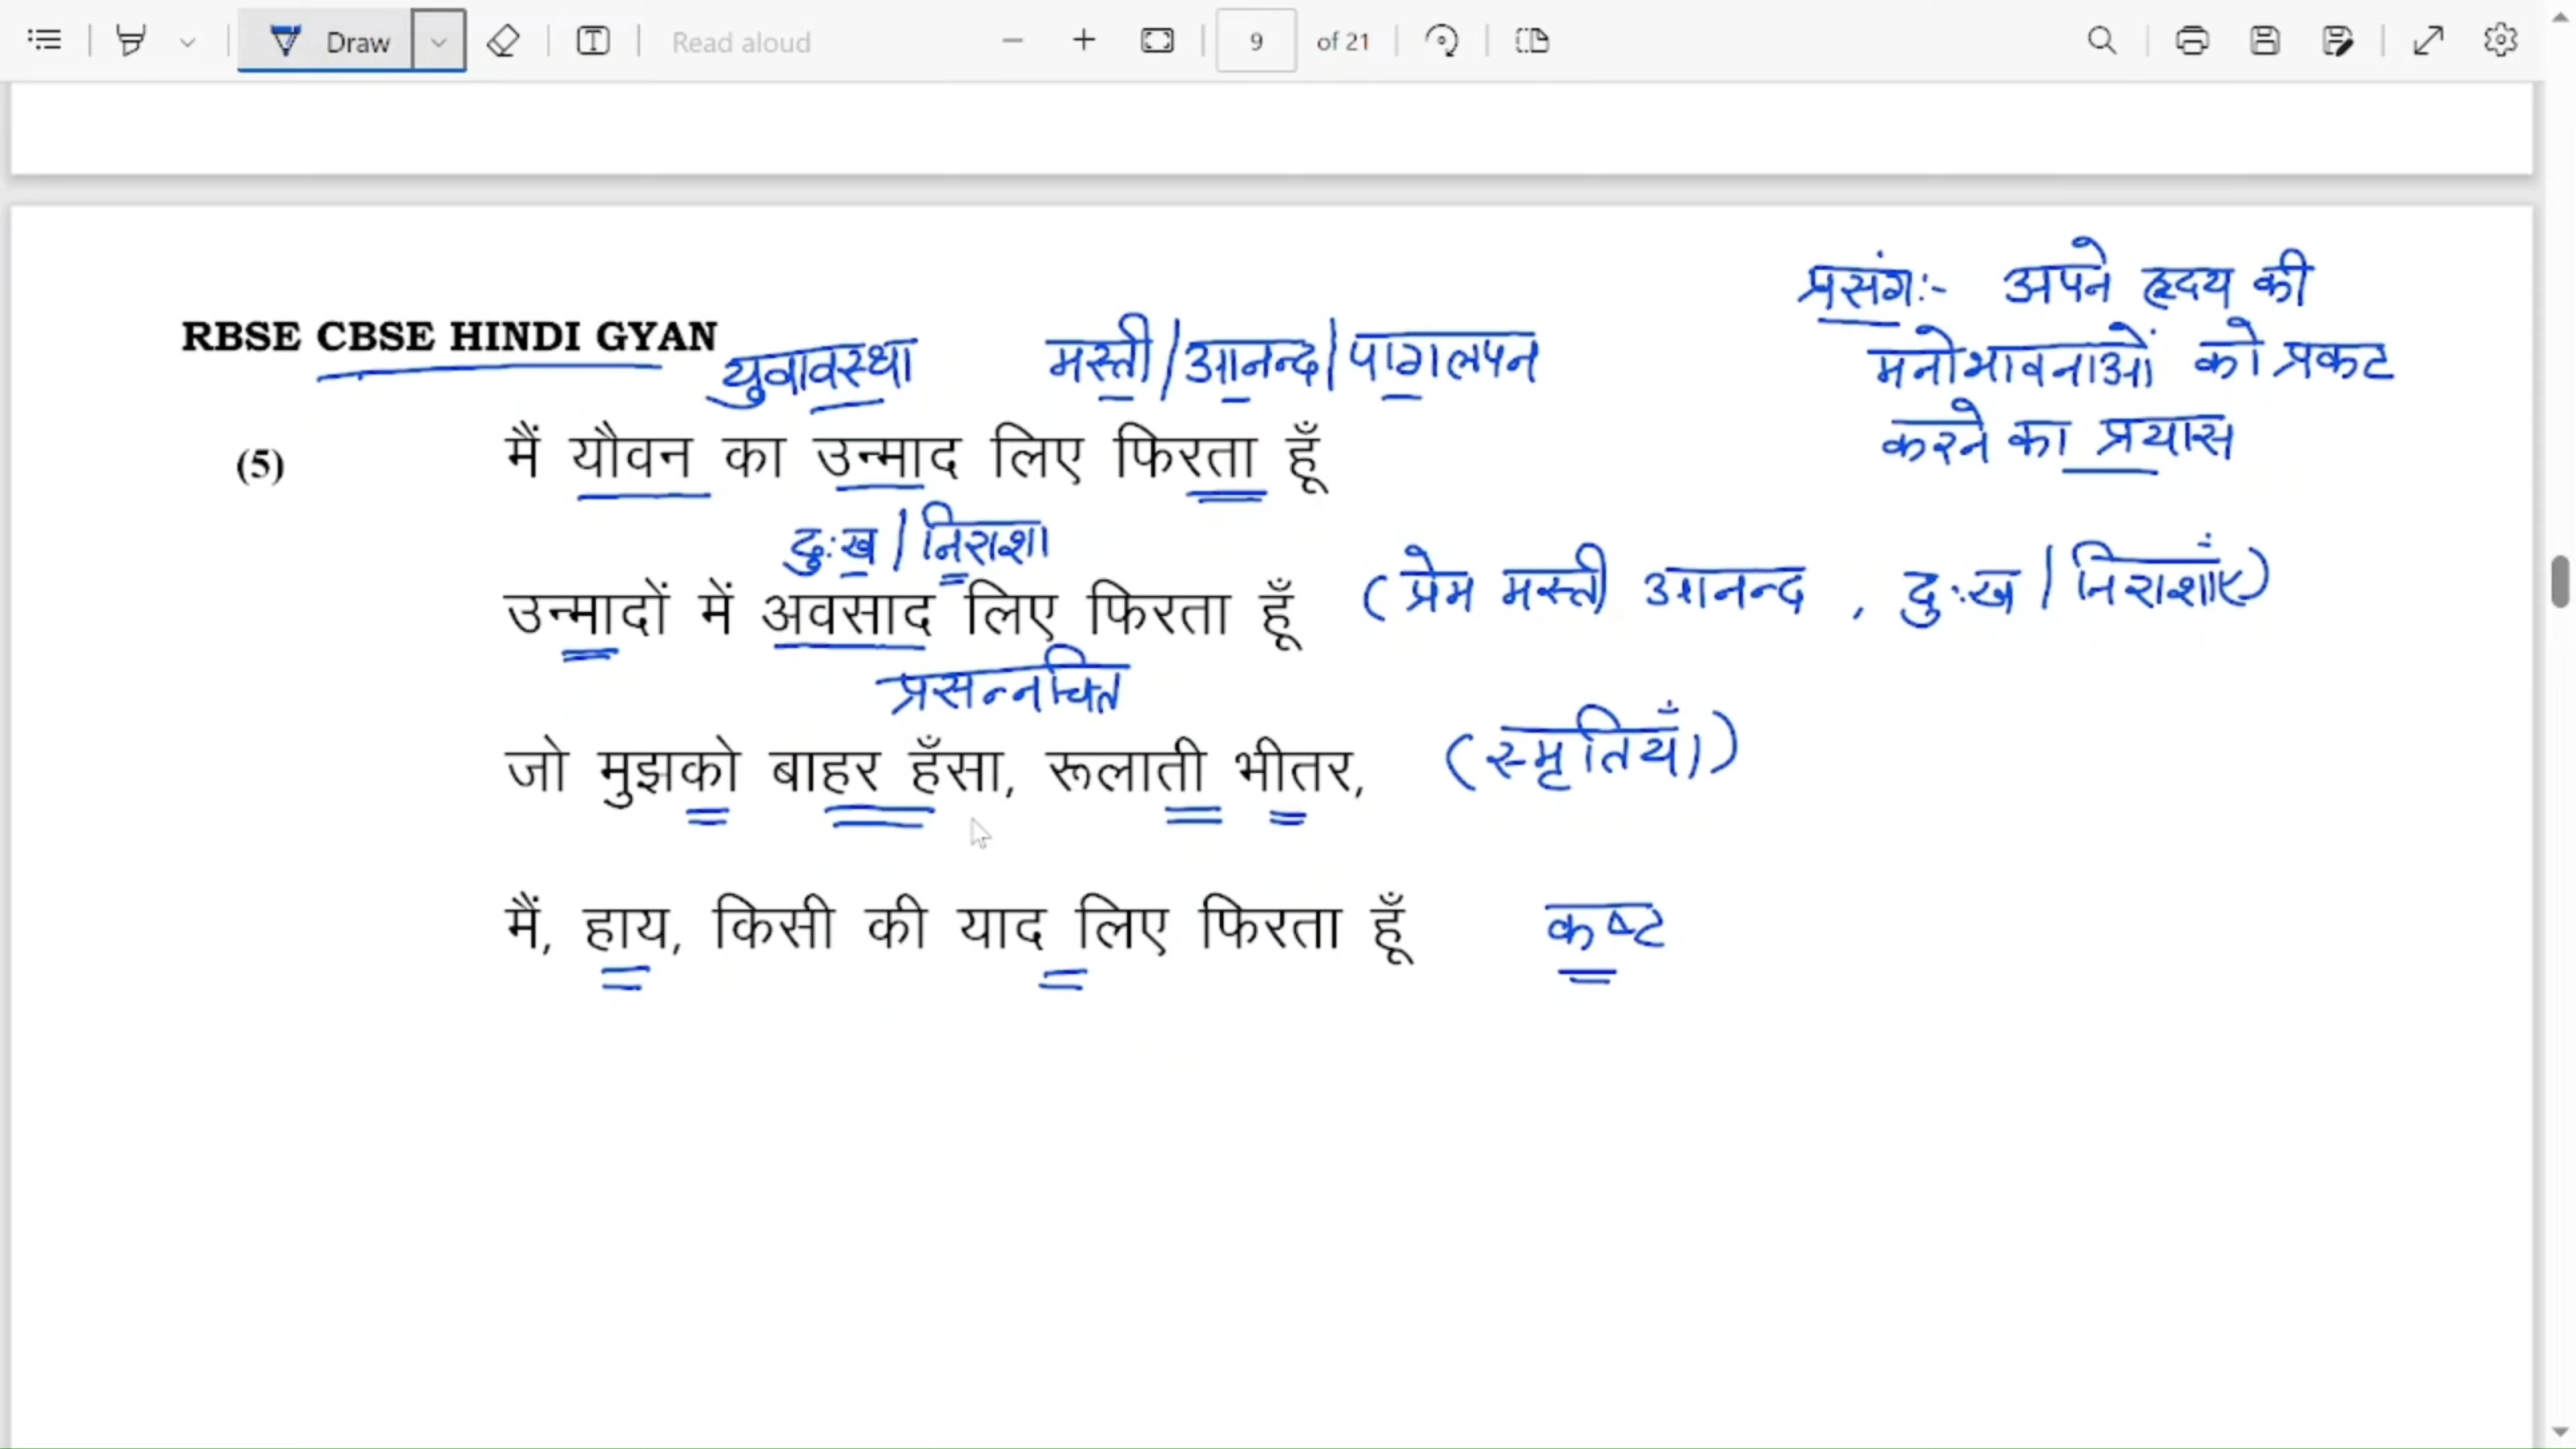 Draw
Read aloud
9 of 21
प्रसंग:- अपने हृदय की
मनोभावनाओं को प्रकट
करने का प्रयास
RBSE CBSE HINDI GYAN
युवावस्था मस्ती/आनन्द/पागलपन
(5) मैं यौवन का उन्माद लिए फिरता हूँ
दु:ख/निराशा
उन्मादों में अवसाद लिए फिरता हूँ (प्रेम मस्ती आनन्द, दु:ख/निराशाएं)
प्रसन्नचित
जो मुझको बाहर हँसा, रूलाती भीतर, (स्मृतियाँ)
मैं, हाय, किसी की याद लिए फिरता हूँ कष्ट